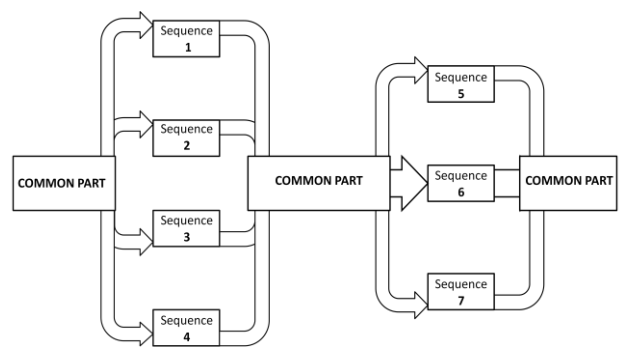 COMMON PART
Sequence
1
Sequence
2
Sequence
3
Sequence
4
COMMON PART
Sequence
5
Sequence
6
Sequence
7
COMMON PART